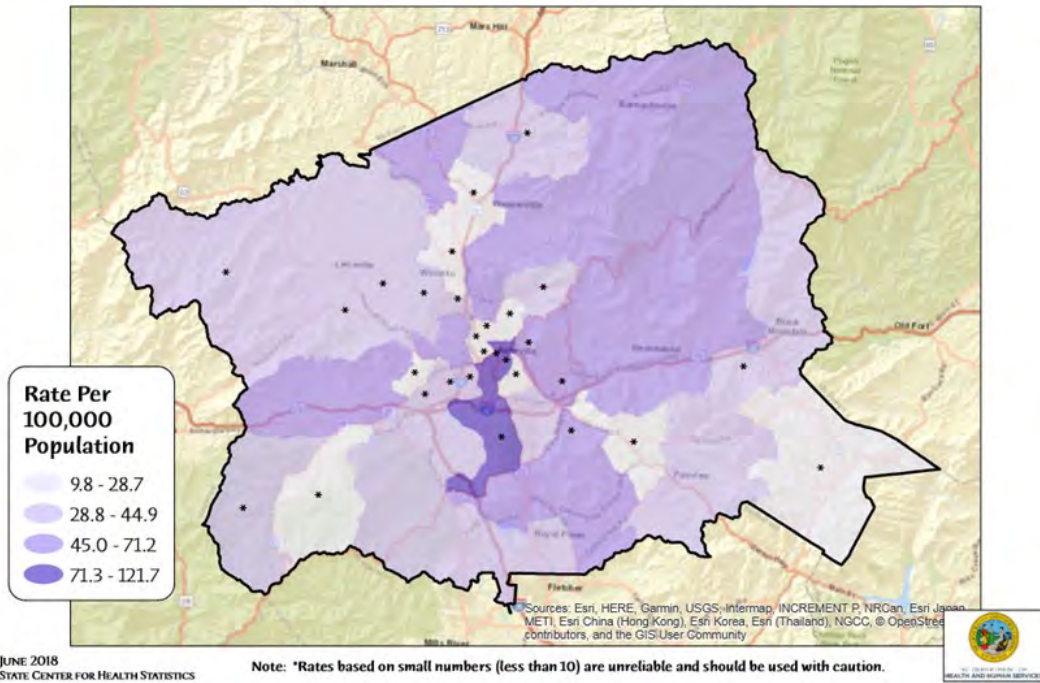 Mars Hill
Marshall
Barnardsville
Weaverville
Leicester
Woodfin
Old Fort
Black
Mountain
Swannanoa
Asheville
Fairview
Royal Pines
Fletcher
Mills River
Rate Per
100,000
Population
9.8 - 28.7
28.8 - 44.9
45.0 - 71.2
71.3 - 121.7
Sources: Esri, HERE, Garmin, USGS, Intermap, INCREMENT P, NRCan, Esri Japan,
METI, Esri China (Hong Kong), Esri Korea, Esri (Thailand), NGCC, © OpenStree
contributors, and the GIS User Community
JUNE 2018
STATE CENTER FOR HEALTH STATISTICS
Note: *Rates based on small numbers (less than 10) are unreliable and should be used with caution.
HEALTH AND HUMAN SERVICES